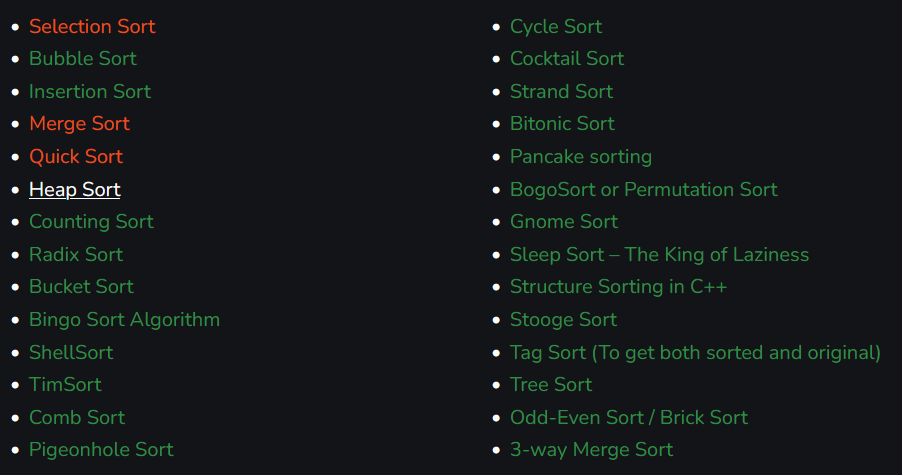 Selection Sort
Bubble Sort
Insertion Sort
Merge Sort
Quick Sort
Heap Sort
Counting Sort
Radix Sort
Bucket Sort
Bingo Sort Algorithm
ShellSort
TimSort
Comb Sort
Pigeonhole Sort
Cycle Sort
Cocktail Sort
Strand Sort
Bitonic Sort
Pancake sorting
BogoSort or Permutation Sort
Gnome Sort
Sleep Sort – The King of Laziness
Structure Sorting in C++
Stooge Sort
Tag Sort (To get both sorted and original)
Tree Sort
Odd-Even Sort / Brick Sort
3-way Merge Sort